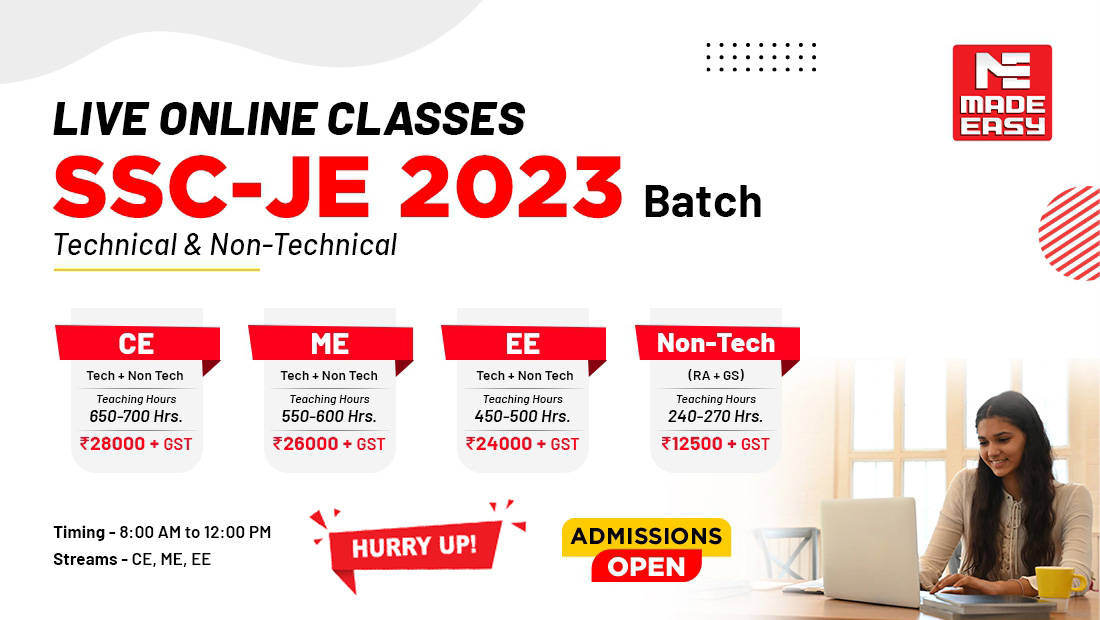 ME
MADE
EASY
LIVE ONLINE CLASSES
SSC-JE 2023 Batch
Technical & Non-Technical
CE
Tech + Non Tech
Teaching Hours
650-700 Hrs.
₹28000 + GST
ME
Tech + Non Tech
Teaching Hours
550-600 Hrs.
₹26000 + GST
EE
Tech + Non Tech
Teaching Hours
450-500 Hrs.
₹24000 + GST
Non-Tech
(RA + GS)
Teaching Hours
240-270 Hrs.
₹12500 + GST
Timing - 8:00 AM to 12:00 PM
Streams - CE, ME, EE
HURRY UP!
ADMISSIONS
OPEN